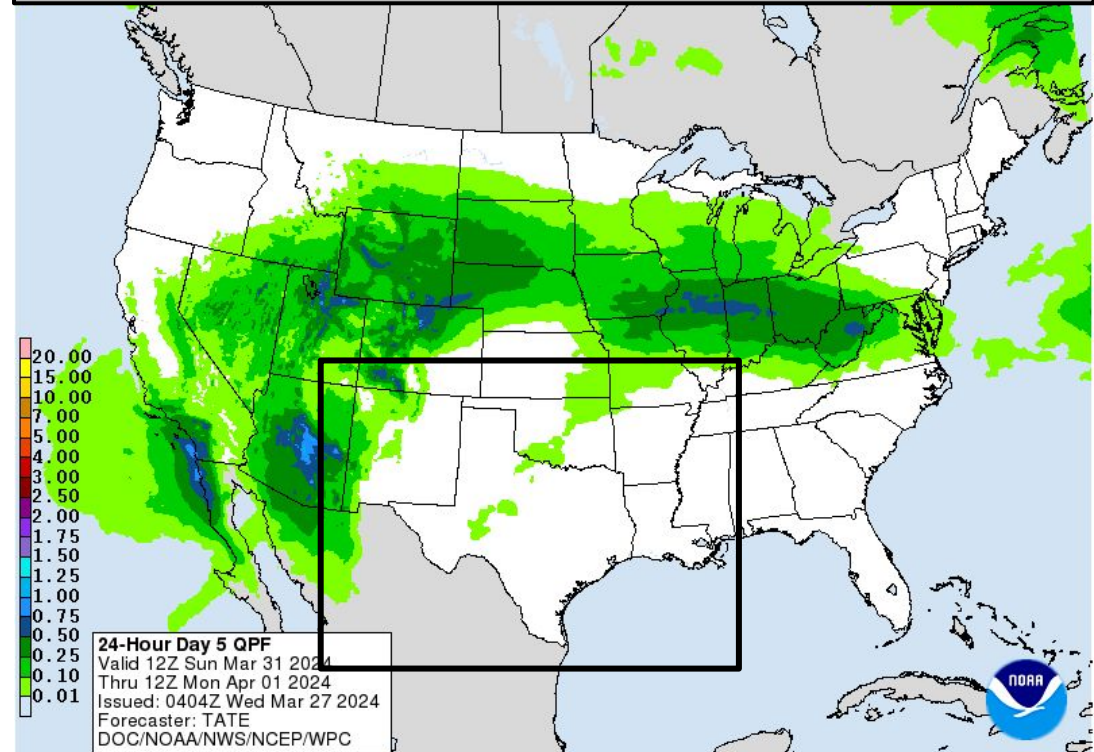 20.00
15.00
10.00
7.00
5.00
4.00
3.00
2.50
2.00
1.75
1.50
1.25
1.00
0.75
0.50
0.25
0.10
0.01
24-Hour Day 5 QPF
Valid 12Z Sun Mar 31 2024
Thru 12Z Mon Apr 01 2024
Issued: 0404Z Wed Mar 27 2024
Forecaster: TATE
DOC/NOAA/NWS/NCEP/WPC
NOAA